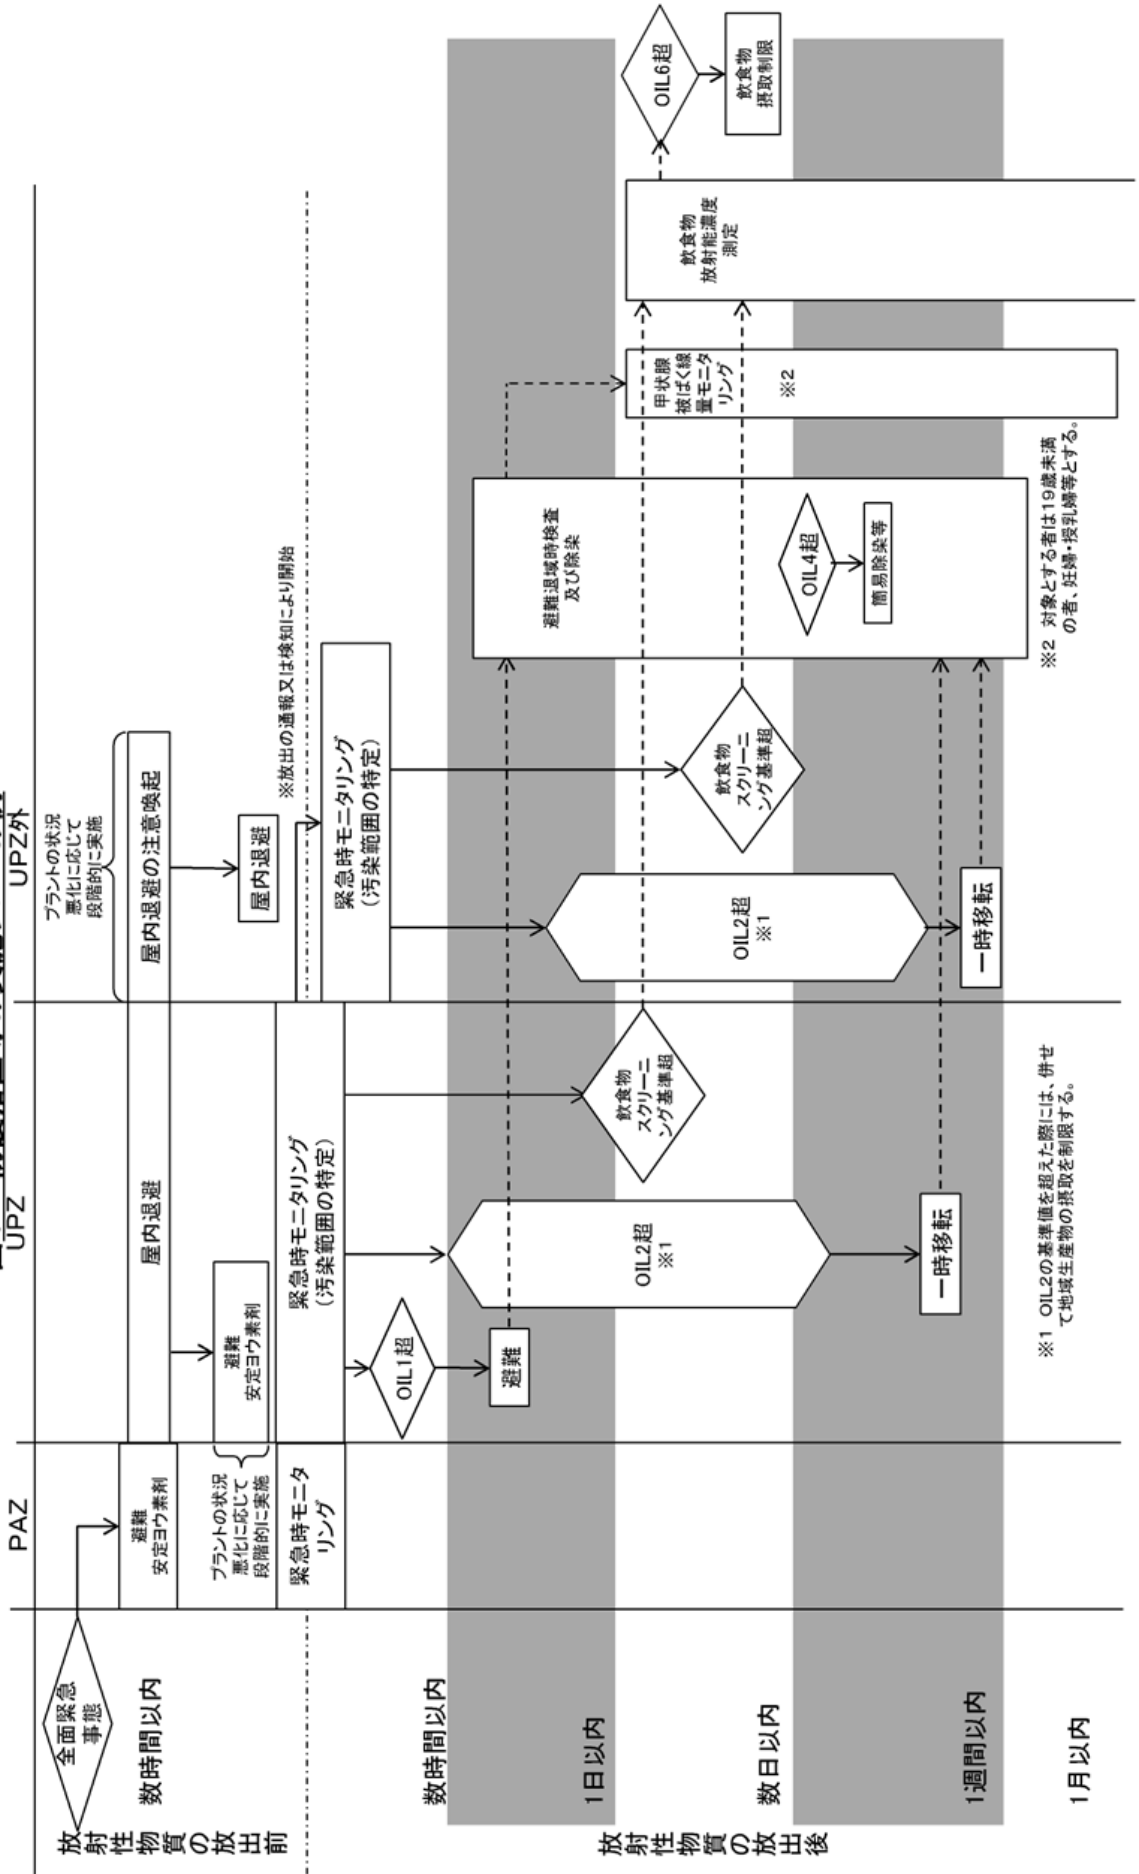 PAZ
UPZ
UPZ外
放射性物質の放出前
全面緊急
事態
数時間以内
避難
安定ヨウ素剤
屋内退避
プラントの状況
悪化に応じて
段階的に実施
屋内退避の注意喚起
プラントの状況
悪化に応じて
段階的に実施
避難
安定ヨウ素剤
屋内退避
※放出の通報又は検知により開始
緊急時モニタ
リング
緊急時モニタリング
(汚染範囲の特定)
緊急時モニタリング
(汚染範囲の特定)
放射性物質の放出後
数時間以内
OIL1超
避難
1日以内
OIL2超
※1
飲食物
スクリーニ
ング基準超
OIL2超
※1
飲食物
スクリーニ
ング基準超
避難退域時検査
及び除染
OIL4超
簡易除染等
甲状腺
被ばく線
量モニタ
リング
※2
飲食物
放射能濃度
測定
OIL6超
飲食物
摂取制限
数日以内
1週間以内
一時移転
一時移転
1月以内
※1 OIL2の基準値を超えた際には、併せ
て地域生産物の摂取を制限する。
※2 対象とする者は19歳未満
の者、妊婦・授乳婦等とする。